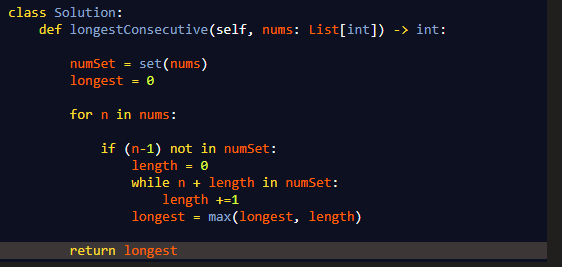 class Solution:
    def longestConsecutive(self, nums: List[int]) -> int:
        numSet = set(nums)
        longest = 0
        for n in nums:
            if (n-1) not in numSet:
                length = 0
                while n + length in numSet:
                    length +=1
                longest = max(longest, length)
        return longest